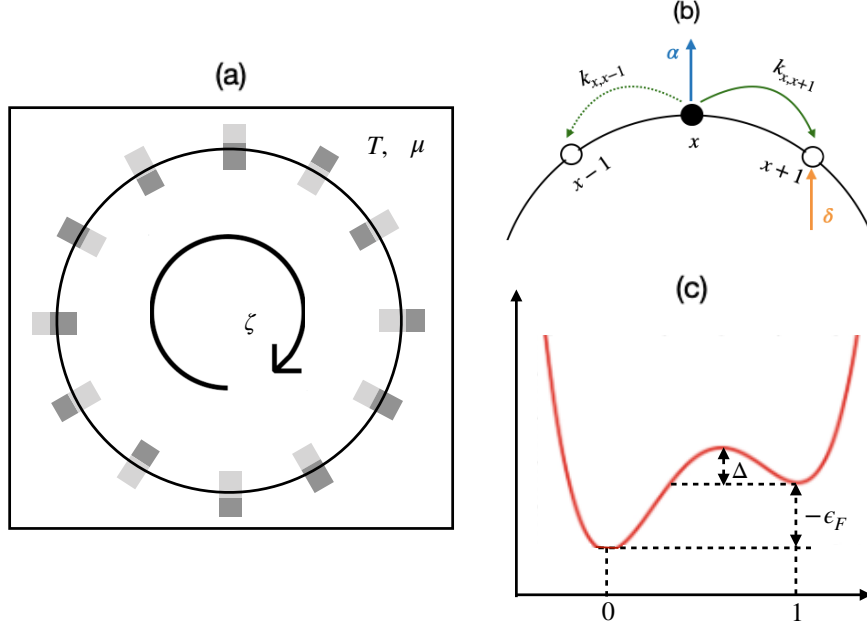 (a)
T, μ
ζ
(b)
α
k_{x,x−1}
k_{x,x+1}
x
x − 1
x + 1
δ
(c)
Δ
−ϵ_F
0
1